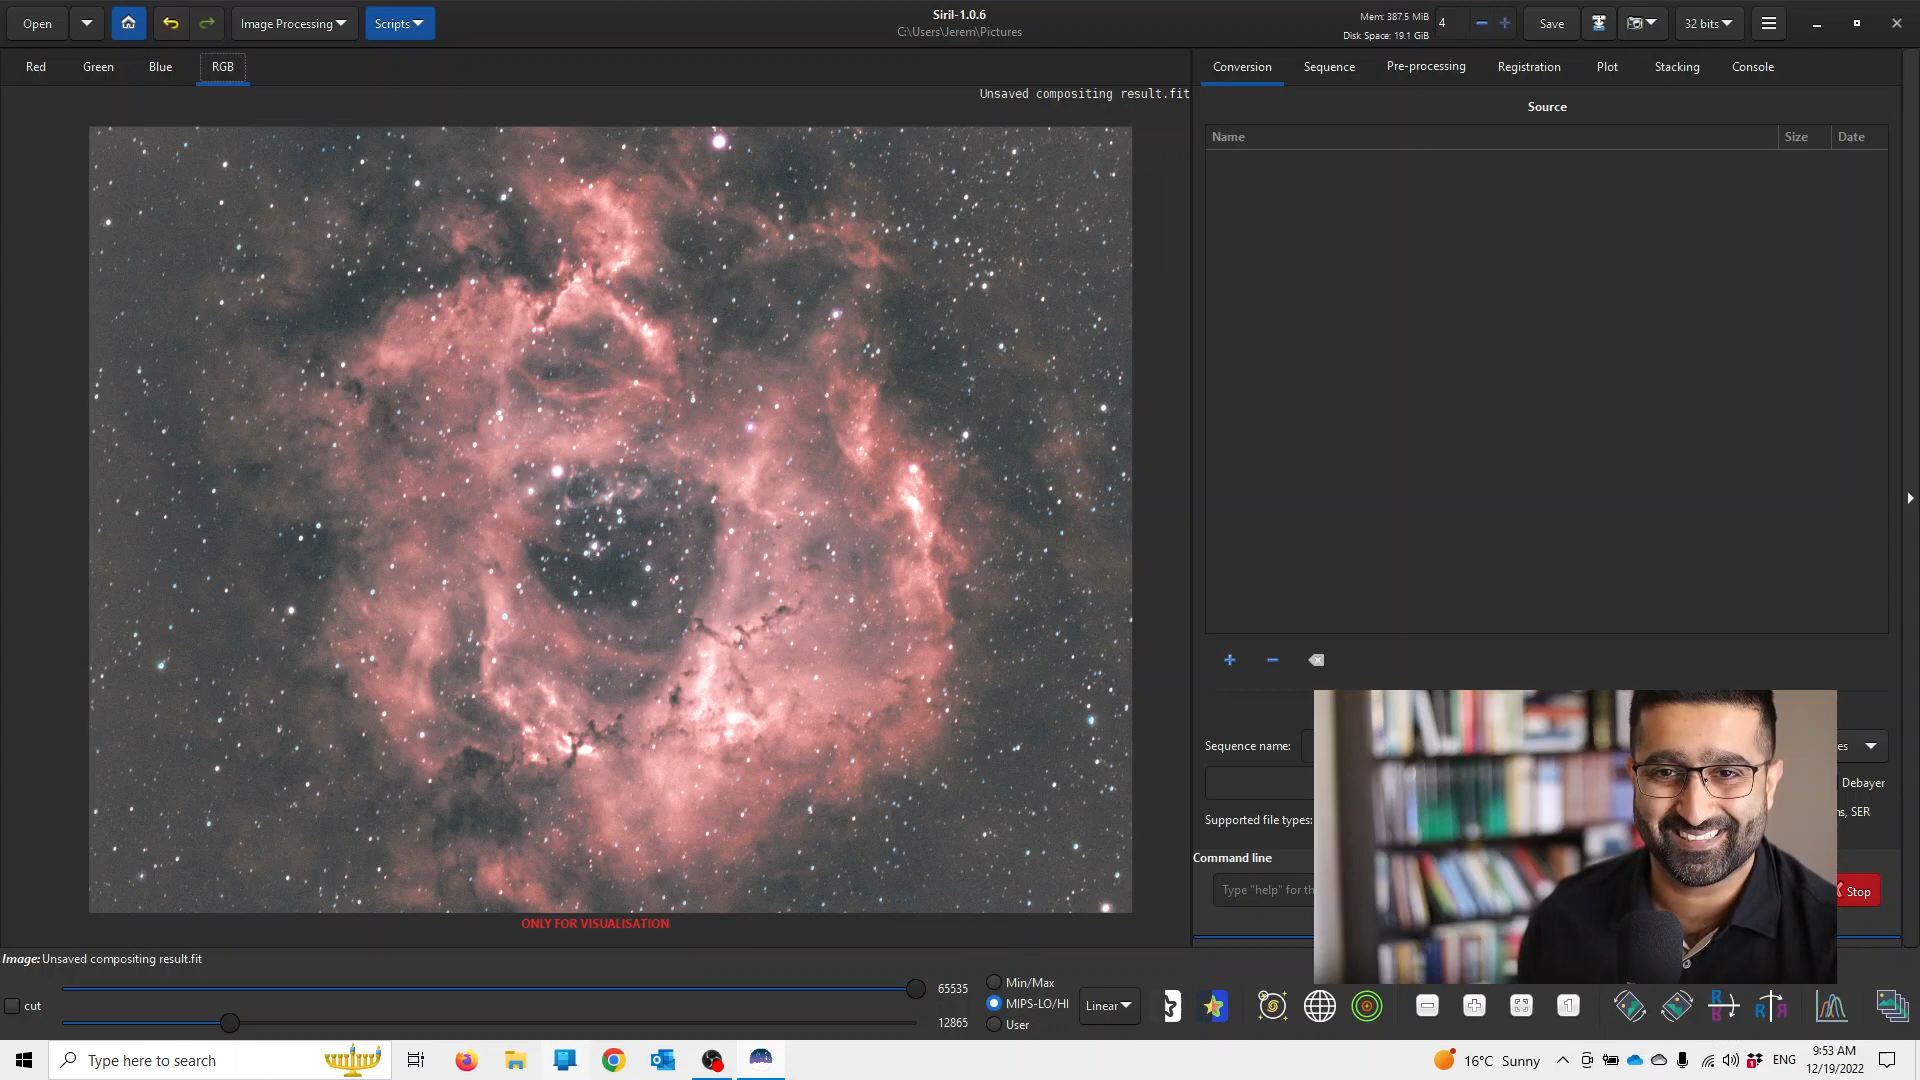 Open
Image Processing
Scripts
Siril-1.0.6
C:\Users\Jerem\Pictures
Mem: 387.5 MiB
Disk Space: 19.1 GiB
4
Save
32 bits
Red
Green
Blue
RGB
Conversion
Sequence
Pre-processing
Registration
Plot
Stacking
Console
Unsaved compositing result.fit
Source
Name
Size
Date
Sequence name:
es
Debayer
Supported file types:
ns, SER
Command line
Type "help" for th
Stop
ONLY FOR VISUALISATION
Image: Unsaved compositing result.fit
cut
65535
12865
Min/Max
MIPS-LO/HI
User
Linear
1
R
R
R
R
Type here to search
16°C Sunny
ENG
9:53 AM
12/19/2022